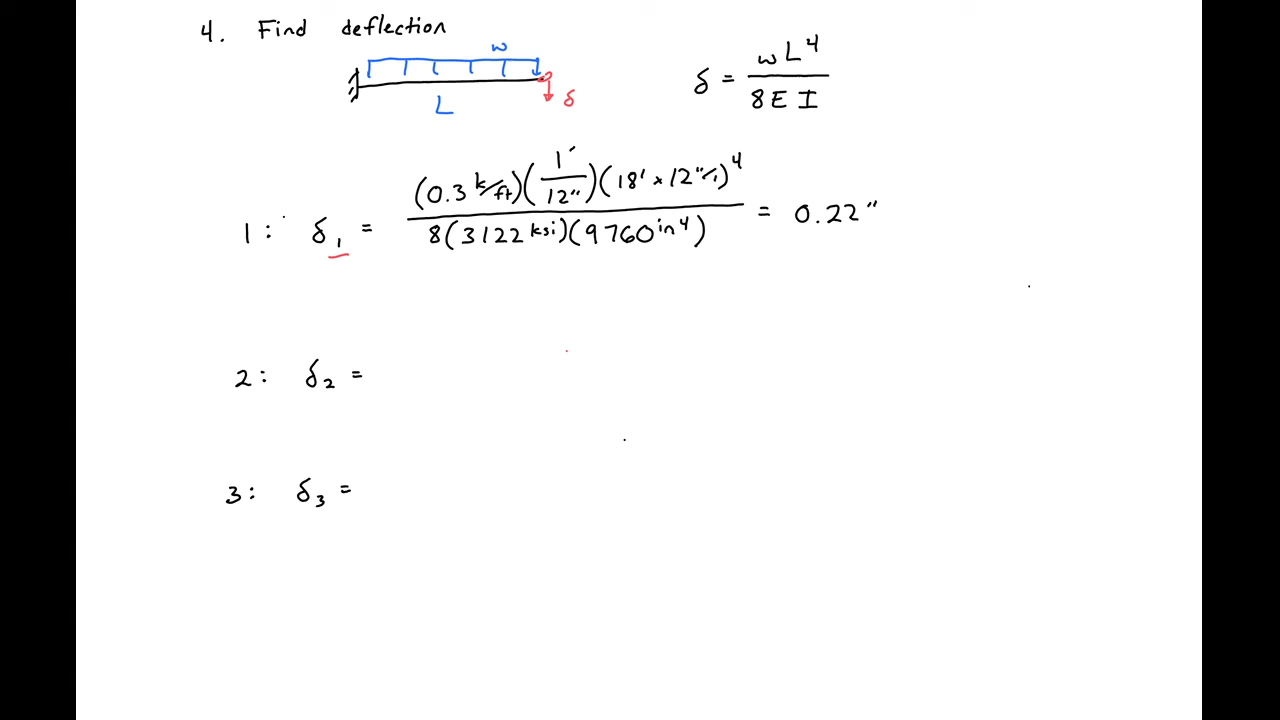 4. Find deflection
w
L
δ
δ = wL⁴ / 8EI
1: δ₁ = (0.3 k/ft)(1'/12")(18' × 12"/')⁴ / 8(3122 ksi)(9760 in⁴) = 0.22"
2: δ₂ =
3: δ₃ =